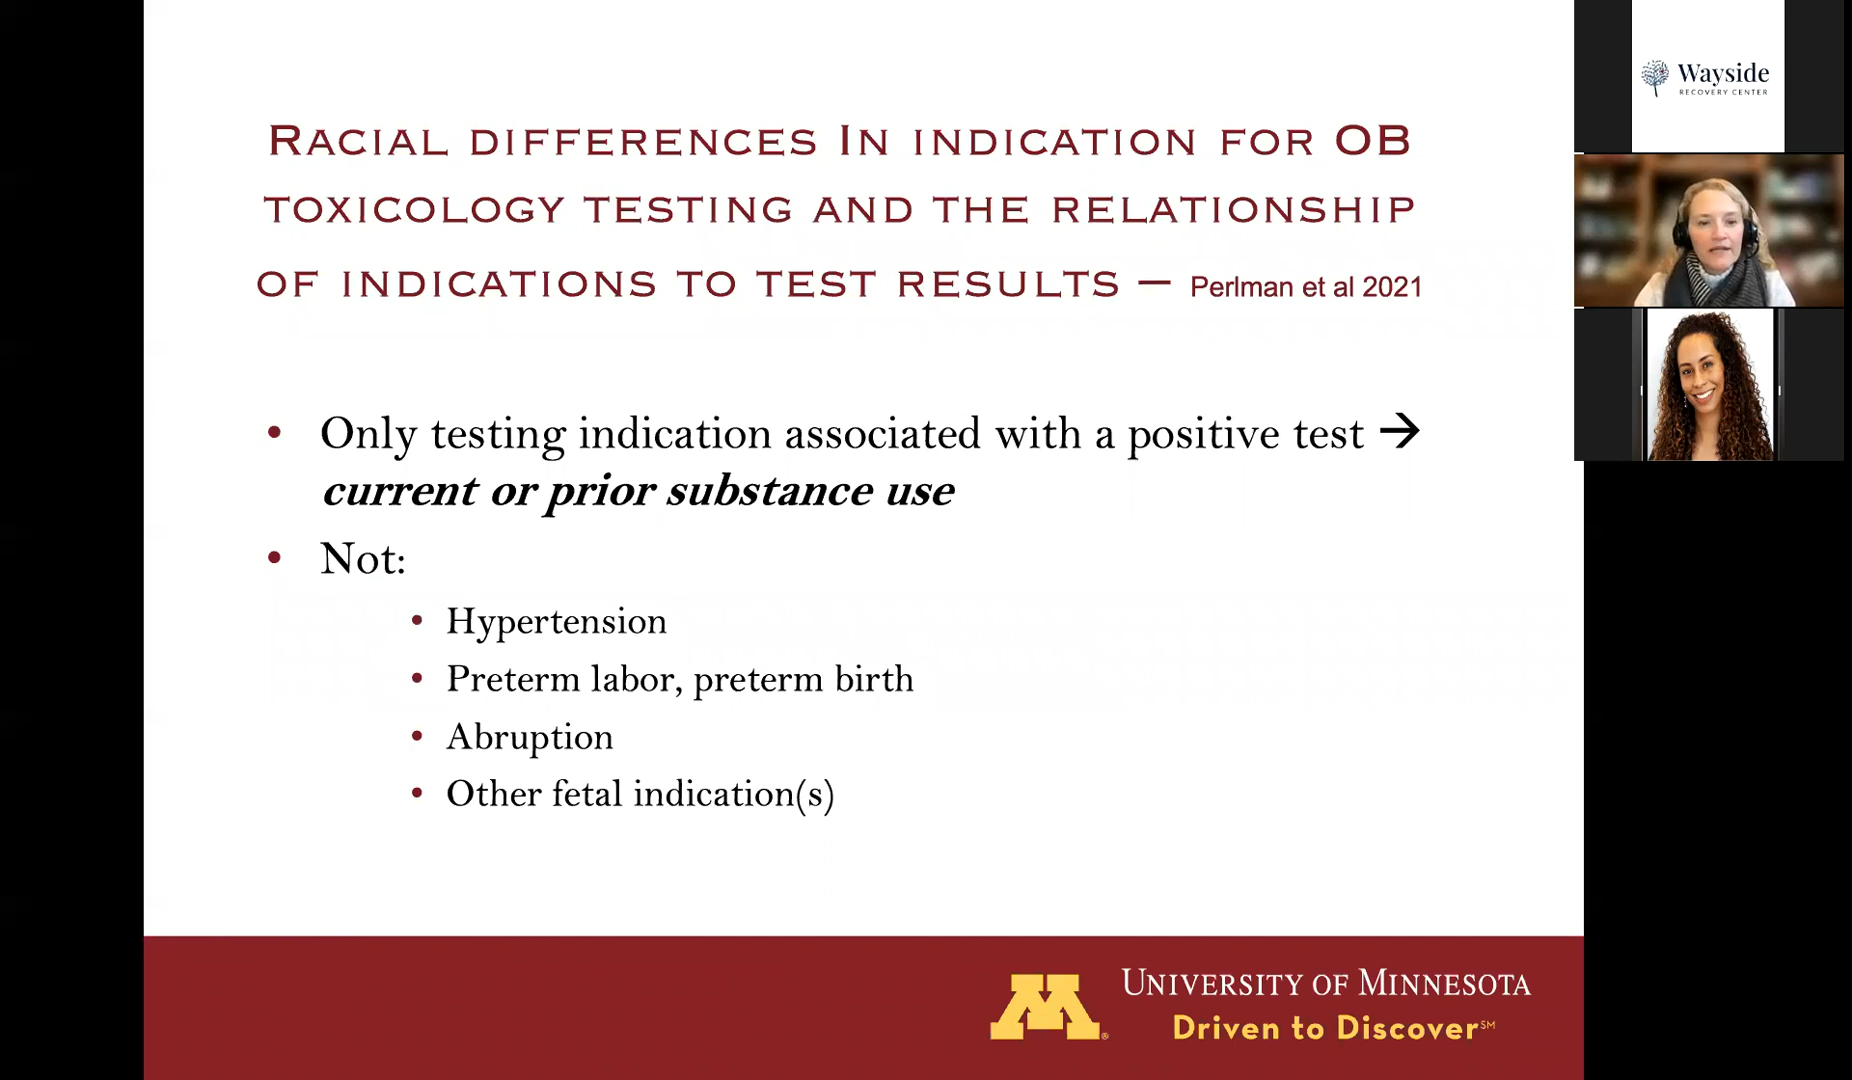 Racial differences In indication for OB
toxicology testing and the relationship
of indications to test results – Perlman et al 2021
• Only testing indication associated with a positive test →
current or prior substance use
• Not:
• Hypertension
• Preterm labor, preterm birth
• Abruption
• Other fetal indication(s)
M®
University of Minnesota
Driven to Discover℠
Wayside
RECOVERY CENTER